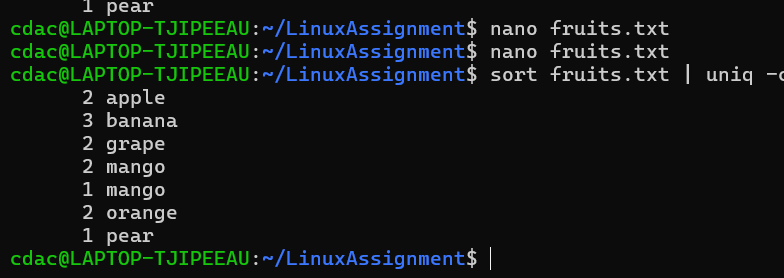 1 pear
cdac@LAPTOP-TJIPEEAU:~/LinuxAssignment$ nano fruits.txt
cdac@LAPTOP-TJIPEEAU:~/LinuxAssignment$ nano fruits.txt
cdac@LAPTOP-TJIPEEAU:~/LinuxAssignment$ sort fruits.txt | uniq -c
2 apple
3 banana
2 grape
2 mango
1 mango
2 orange
1 pear
cdac@LAPTOP-TJIPEEAU:~/LinuxAssignment$